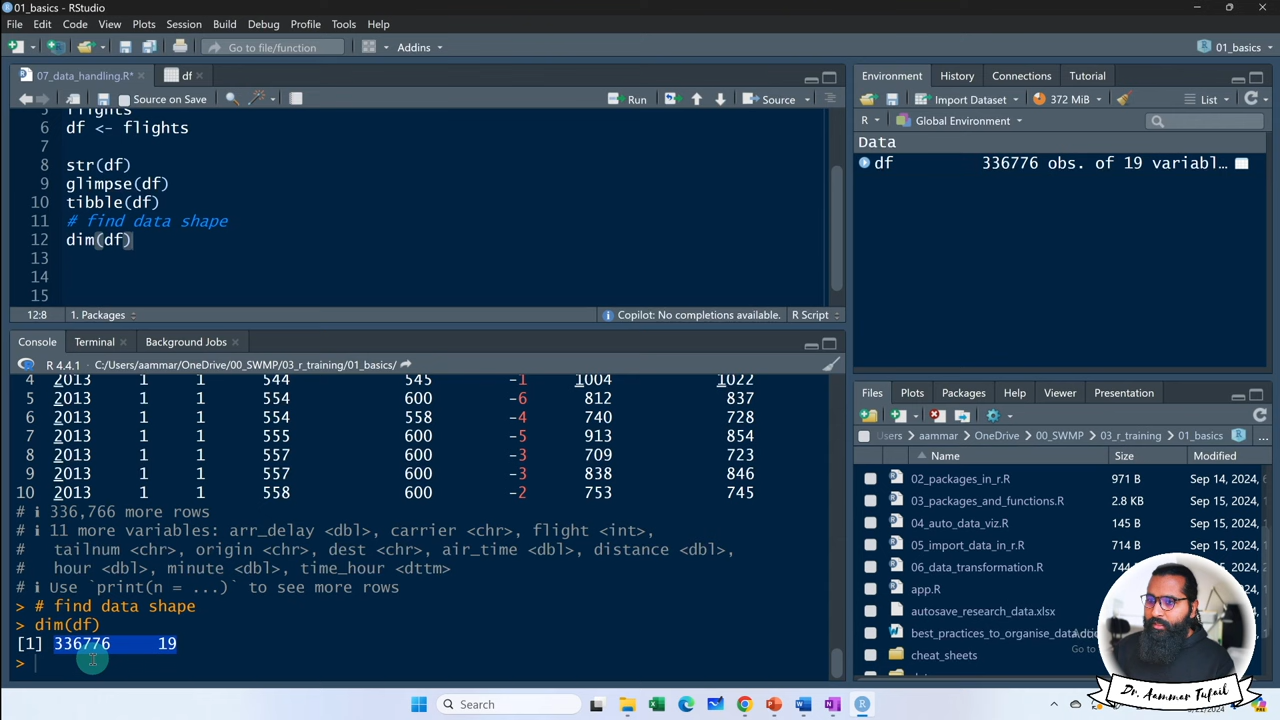 01_basics - RStudio
File Edit Code View Plots Session Build Debug Profile Tools Help
Go to file/function Addins 01_basics
07_data_handling.R* df
Source on Save Run Source
5 flights
6 df <- flights
7
8 str(df)
9 glimpse(df)
10 tibble(df)
11 # find data shape
12 dim(df)
13
14
15
12:8 1. Packages Copilot: No completions available. R Script
Console Terminal Background Jobs
R 4.4.1 · C:/Users/aammar/OneDrive/00_SWMP/03_r_training/01_basics/
4 2013 1 1 544 545 -1 1004 1022
5 2013 1 1 554 600 -6 812 837
6 2013 1 1 554 558 -4 740 728
7 2013 1 1 555 600 -5 913 854
8 2013 1 1 557 600 -3 709 723
9 2013 1 1 557 600 -3 838 846
10 2013 1 1 558 600 -2 753 745
# ℹ 336,766 more rows
# ℹ 11 more variables: arr_delay <dbl>, carrier <chr>, flight <int>,
# tailnum <chr>, origin <chr>, dest <chr>, air_time <dbl>, distance <dbl>,
# hour <dbl>, minute <dbl>, time_hour <dttm>
# ℹ Use `print(n = ...)` to see more rows
> # find data shape
> dim(df)
[1] 336776 19
>
Environment History Connections Tutorial
Import Dataset 372 MiB List
R Global Environment
Data
df 336776 obs. of 19 variabl…
Files Plots Packages Help Viewer Presentation
Users aammar OneDrive 00_SWMP 03_r_training 01_basics ...
Name Size Modified
02_packages_in_r.R 971 B Sep 14, 2024,
03_packages_and_functions.R 2.8 KB Sep 15, 2024,
04_auto_data_viz.R 145 B Sep 15, 2024,
05_import_data_in_r.R 714 B Sep 15, 2024,
06_data_transformation.R 744 Sep 15, 2024,
app.R
autosave_research_data.xlsx
best_practices_to_organise_data
cheat_sheets
Search
Dr. Aammar Tufail